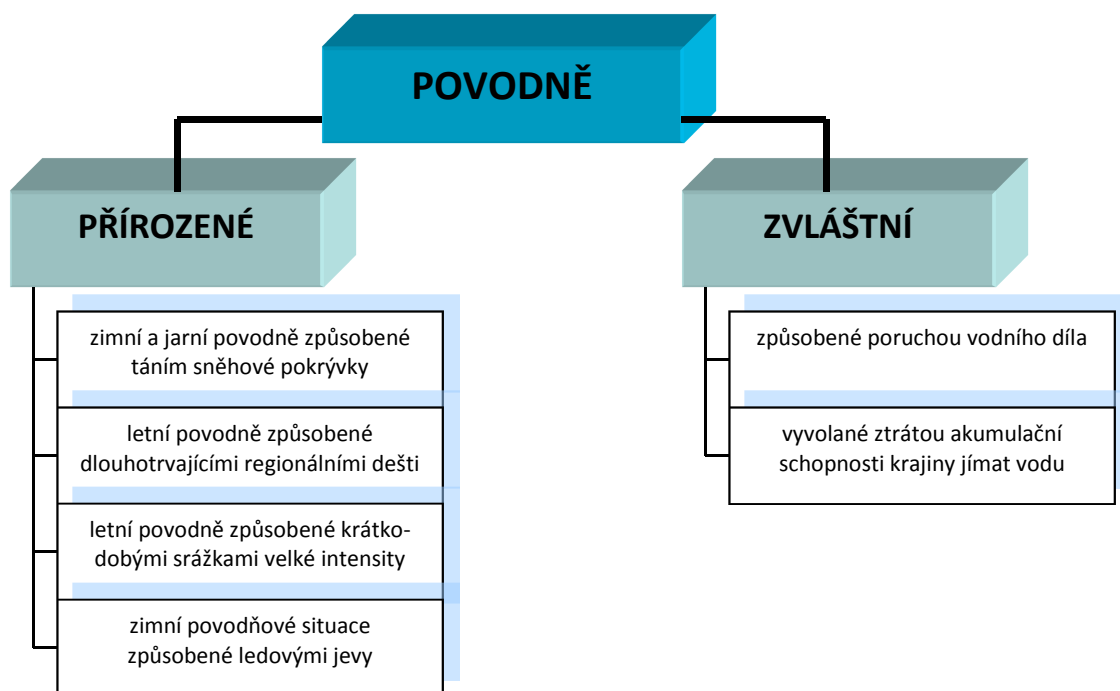 POVODNĚ
PŘÍROZENÉ
zimní a jarní povodně způsobené
táním sněhové pokrývky
letní povodně způsobené
dlouhotrvajícími regionálními dešti
letní povodně způsobené krátko-
dobými srážkami velké intensity
zimní povodňové situace
způsobené ledovými jevy
ZVLÁŠTNÍ
způsobené poruchou vodního díla
vyvolané ztrátou akumulační
schopnosti krajiny jímat vodu